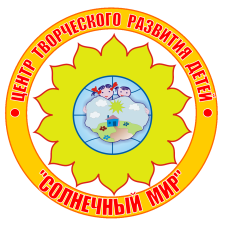 • ЦЕНТР ТВОРЧЕСКОГО РАЗВИТИЯ ДЕТЕЙ •
"СОЛНЕЧНЫЙ МИР"